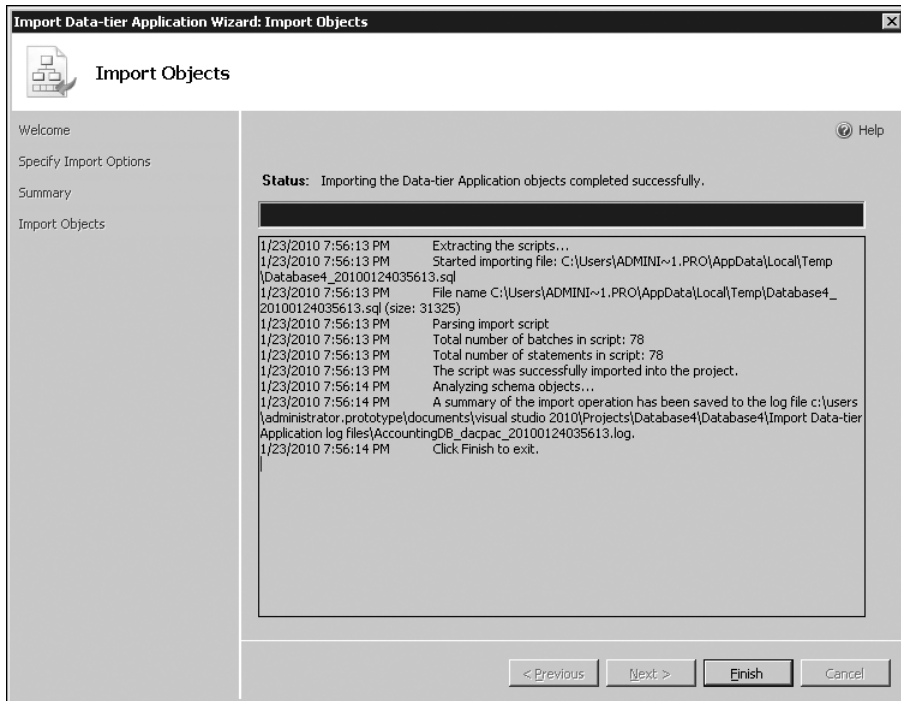 Import Data-tier Application Wizard: Import Objects
Import Objects
Welcome
Specify Import Options
Summary
Import Objects
Help
Status: Importing the Data-tier Application objects completed successfully.
1/23/2010 7:56:13 PM Extracting the scripts...
1/23/2010 7:56:13 PM Started importing file: C:\Users\ADMINI~1.PRO\AppData\Local\Temp
\Database4_20100124035613.sql
1/23/2010 7:56:13 PM File name C:\Users\ADMINI~1.PRO\AppData\Local\Temp\Database4_
20100124035613.sql (size: 31325)
1/23/2010 7:56:13 PM Parsing import script
1/23/2010 7:56:13 PM Total number of batches in script: 78
1/23/2010 7:56:13 PM Total number of statements in script: 78
1/23/2010 7:56:13 PM The script was successfully imported into the project.
1/23/2010 7:56:14 PM Analyzing schema objects...
1/23/2010 7:56:14 PM A summary of the import operation has been saved to the log file c:\users
\administrator.prototype\documents\visual studio 2010\Projects\Database4\Database4\Import Data-tier
Application log files\AccountingDB_dacpac_20100124035613.log.
1/23/2010 7:56:14 PM Click Finish to exit.
< Previous Next > Finish Cancel